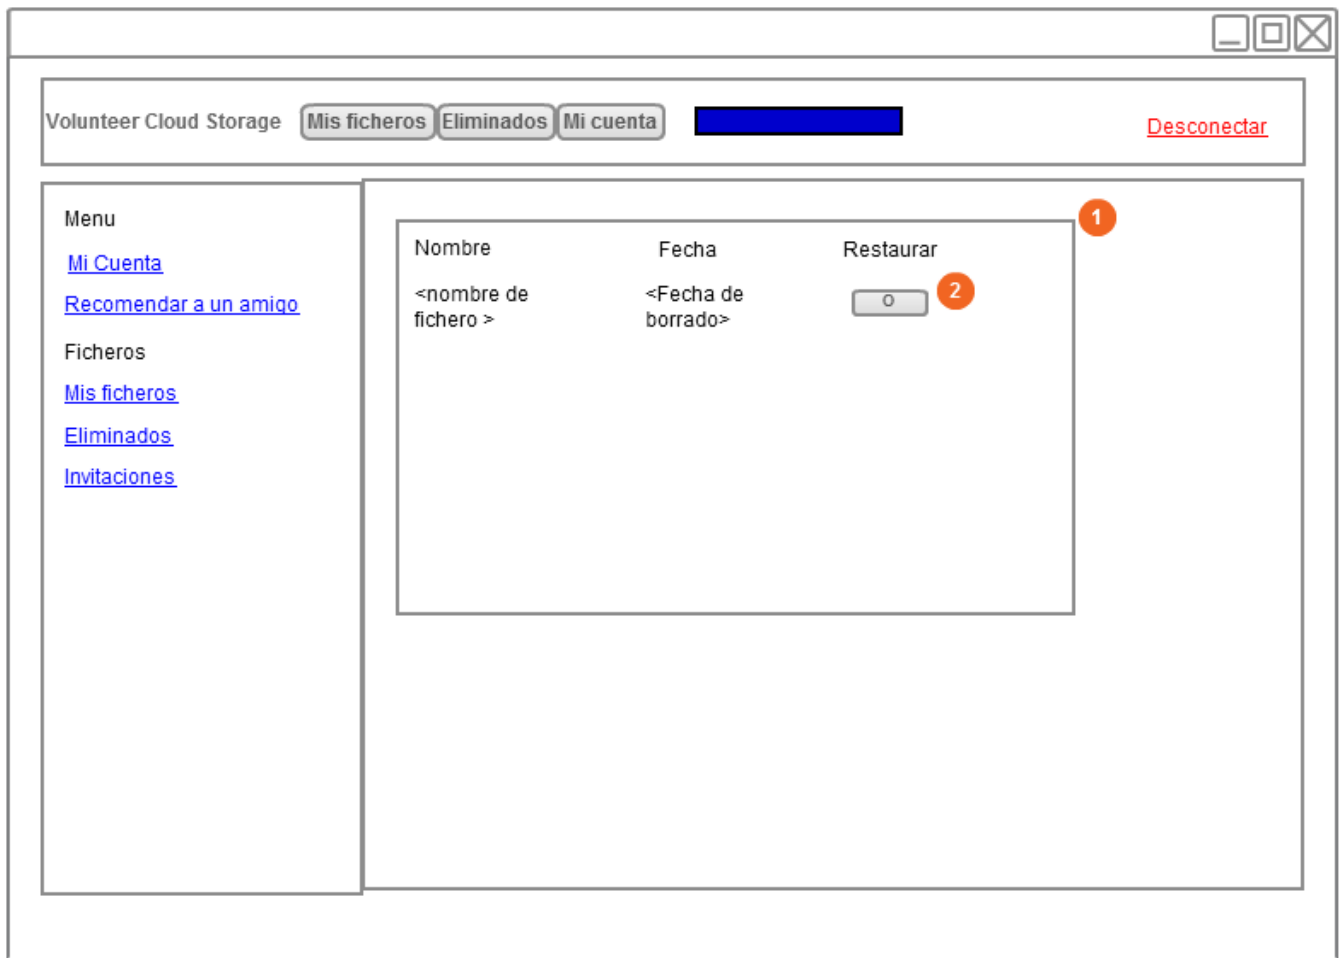 Volunteer Cloud Storage Mis ficheros Eliminados Mi cuenta Desconectar
Menu
Mi Cuenta
Recomendar a un amigo
Ficheros
Mis ficheros
Eliminados
Invitaciones
1
Nombre Fecha Restaurar
<nombre de
fichero >
<Fecha de
borrado>
O
2